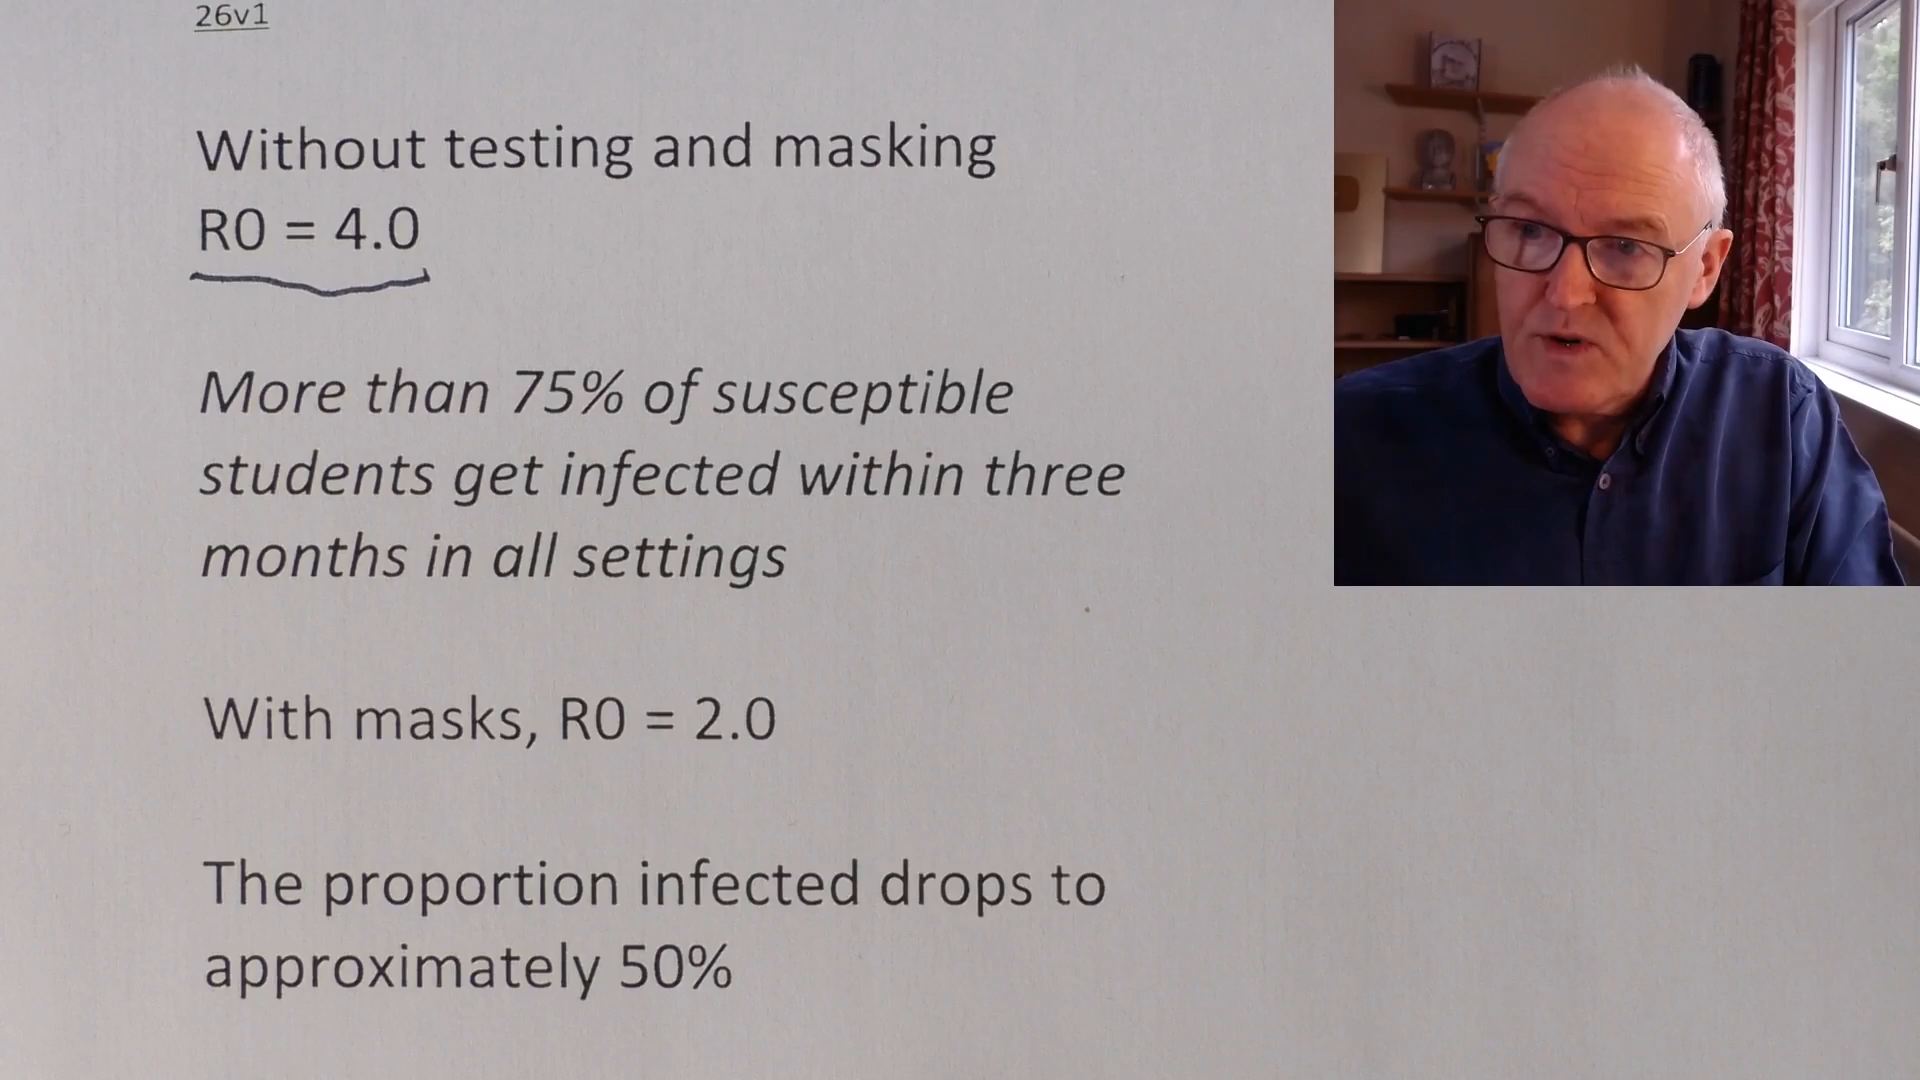 26v1
Without testing and masking
R0 = 4.0
More than 75% of susceptible
students get infected within three
months in all settings
With masks, R0 = 2.0
The proportion infected drops to
approximately 50%